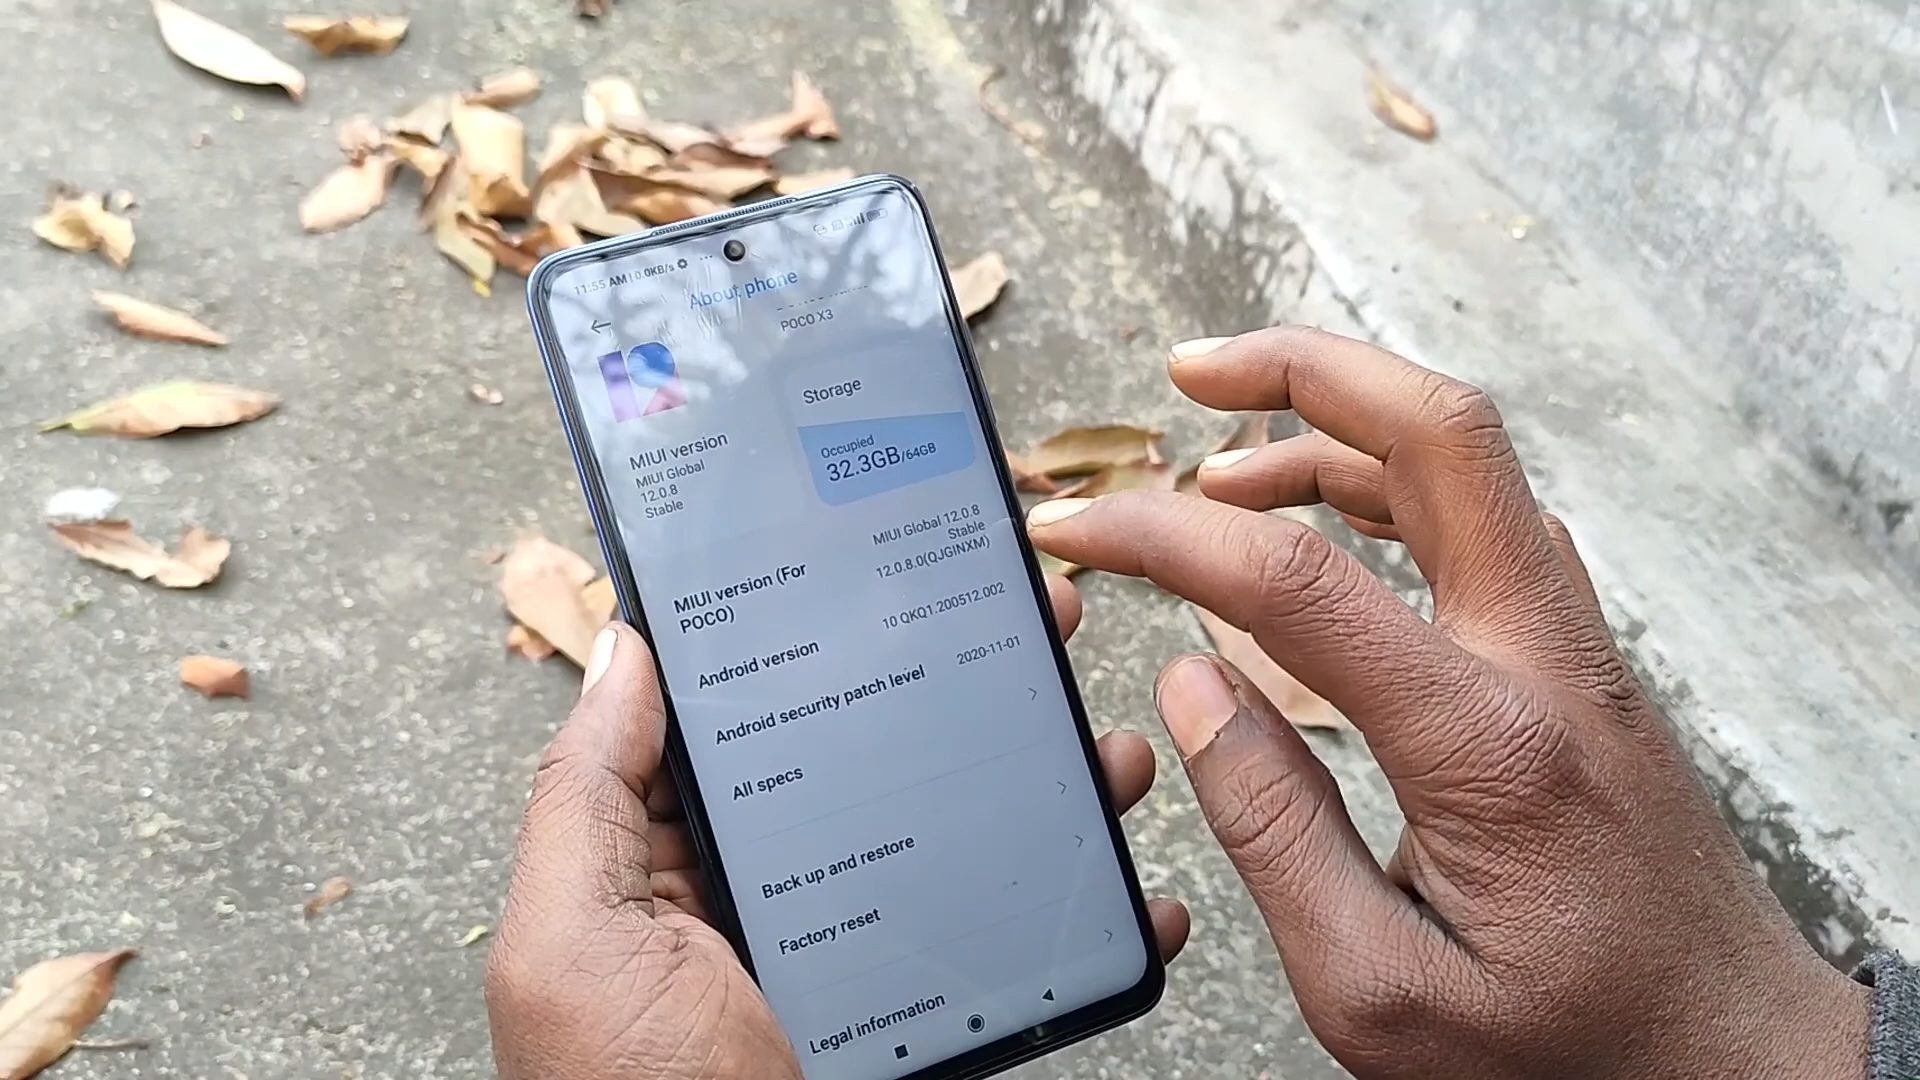 11:55 AM | 0.0KB/s
About phone
POCO X3
MIUI version
MIUI Global
12.0.8
Stable
Storage
Occupied
32.3GB/64GB
MIUI version (For
POCO)
MIUI Global 12.0.8
Stable
12.0.8.0(QJGINXM)
Android version
10 QKQ1.200512.002
Android security patch level
2020-11-01
All specs
Back up and restore
Factory reset
Legal information